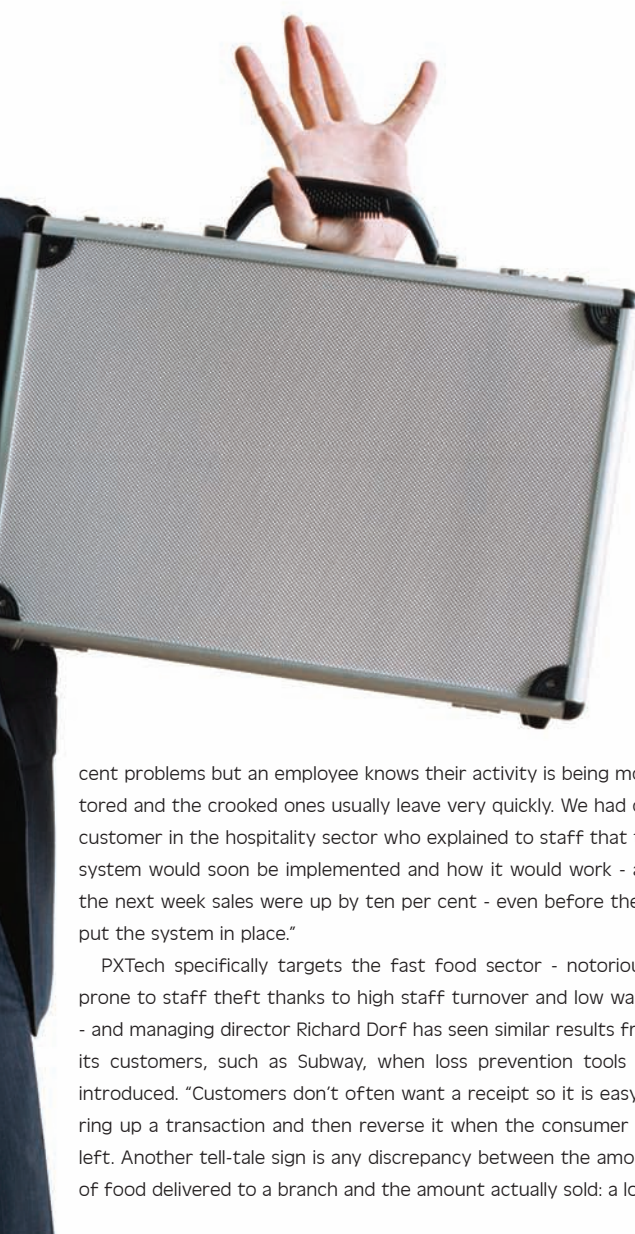 cent problems but an employee knows their activity is being mo
tored and the crooked ones usually leave very quickly. We had o
customer in the hospitality sector who explained to staff that t
system would soon be implemented and how it would work - a
the next week sales were up by ten per cent - even before the
put the system in place.”
PXTech specifically targets the fast food sector - notoriou
prone to staff theft thanks to high staff turnover and low wa
- and managing director Richard Dorf has seen similar results fr
its customers, such as Subway, when loss prevention tools
introduced. “Customers don’t often want a receipt so it is easy
ring up a transaction and then reverse it when the consumer
left. Another tell-tale sign is any discrepancy between the amo
of food delivered to a branch and the amount actually sold: a lo